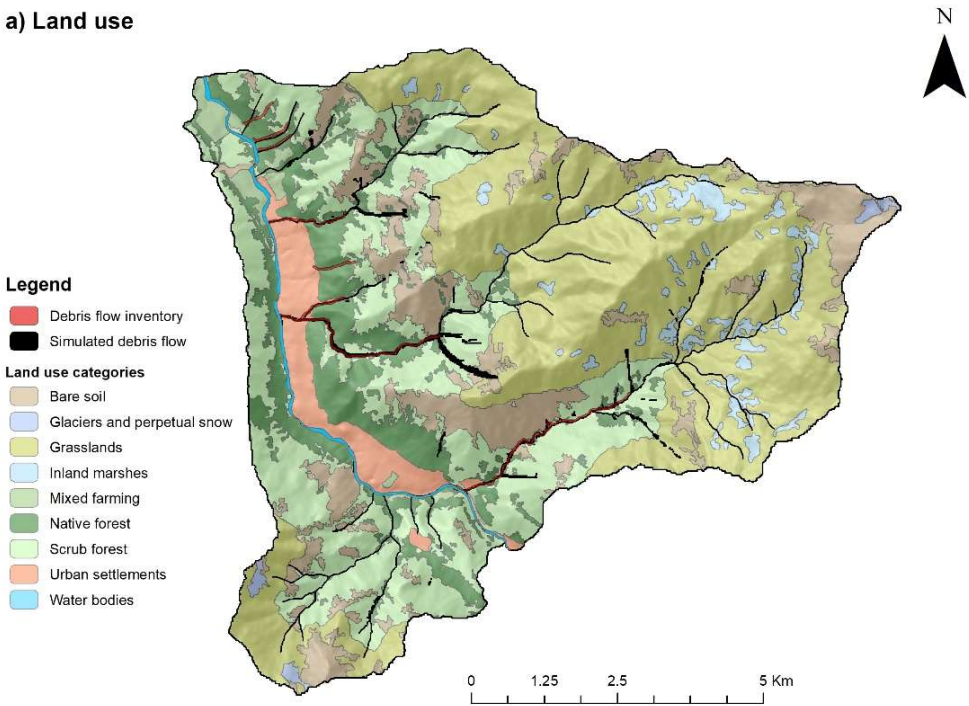 a) Land use
N
Legend
Debris flow inventory
Simulated debris flow
Land use categories
Bare soil
Glaciers and perpetual snow
Grasslands
Inland marshes
Mixed farming
Native forest
Scrub forest
Urban settlements
Water bodies
0 1.25 2.5 5 Km